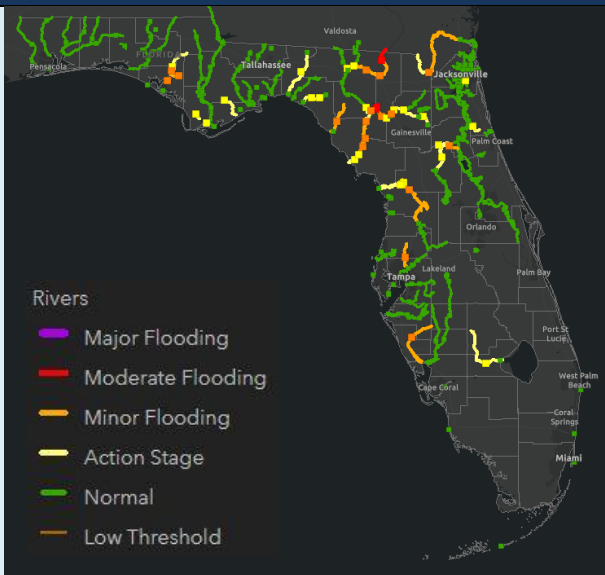 Valdosta
FLORIDA
Pensacola
Tallahassee
Jacksonville
Gainesville
Palm Coast
Orlando
Lakeland
Palm Bay
Tampa
Rivers
Major Flooding
Port St
Lucie
Moderate Flooding
West Palm
Beach
Cape Coral
Minor Flooding
Coral
Springs
Action Stage
Miami
Normal
Low Threshold